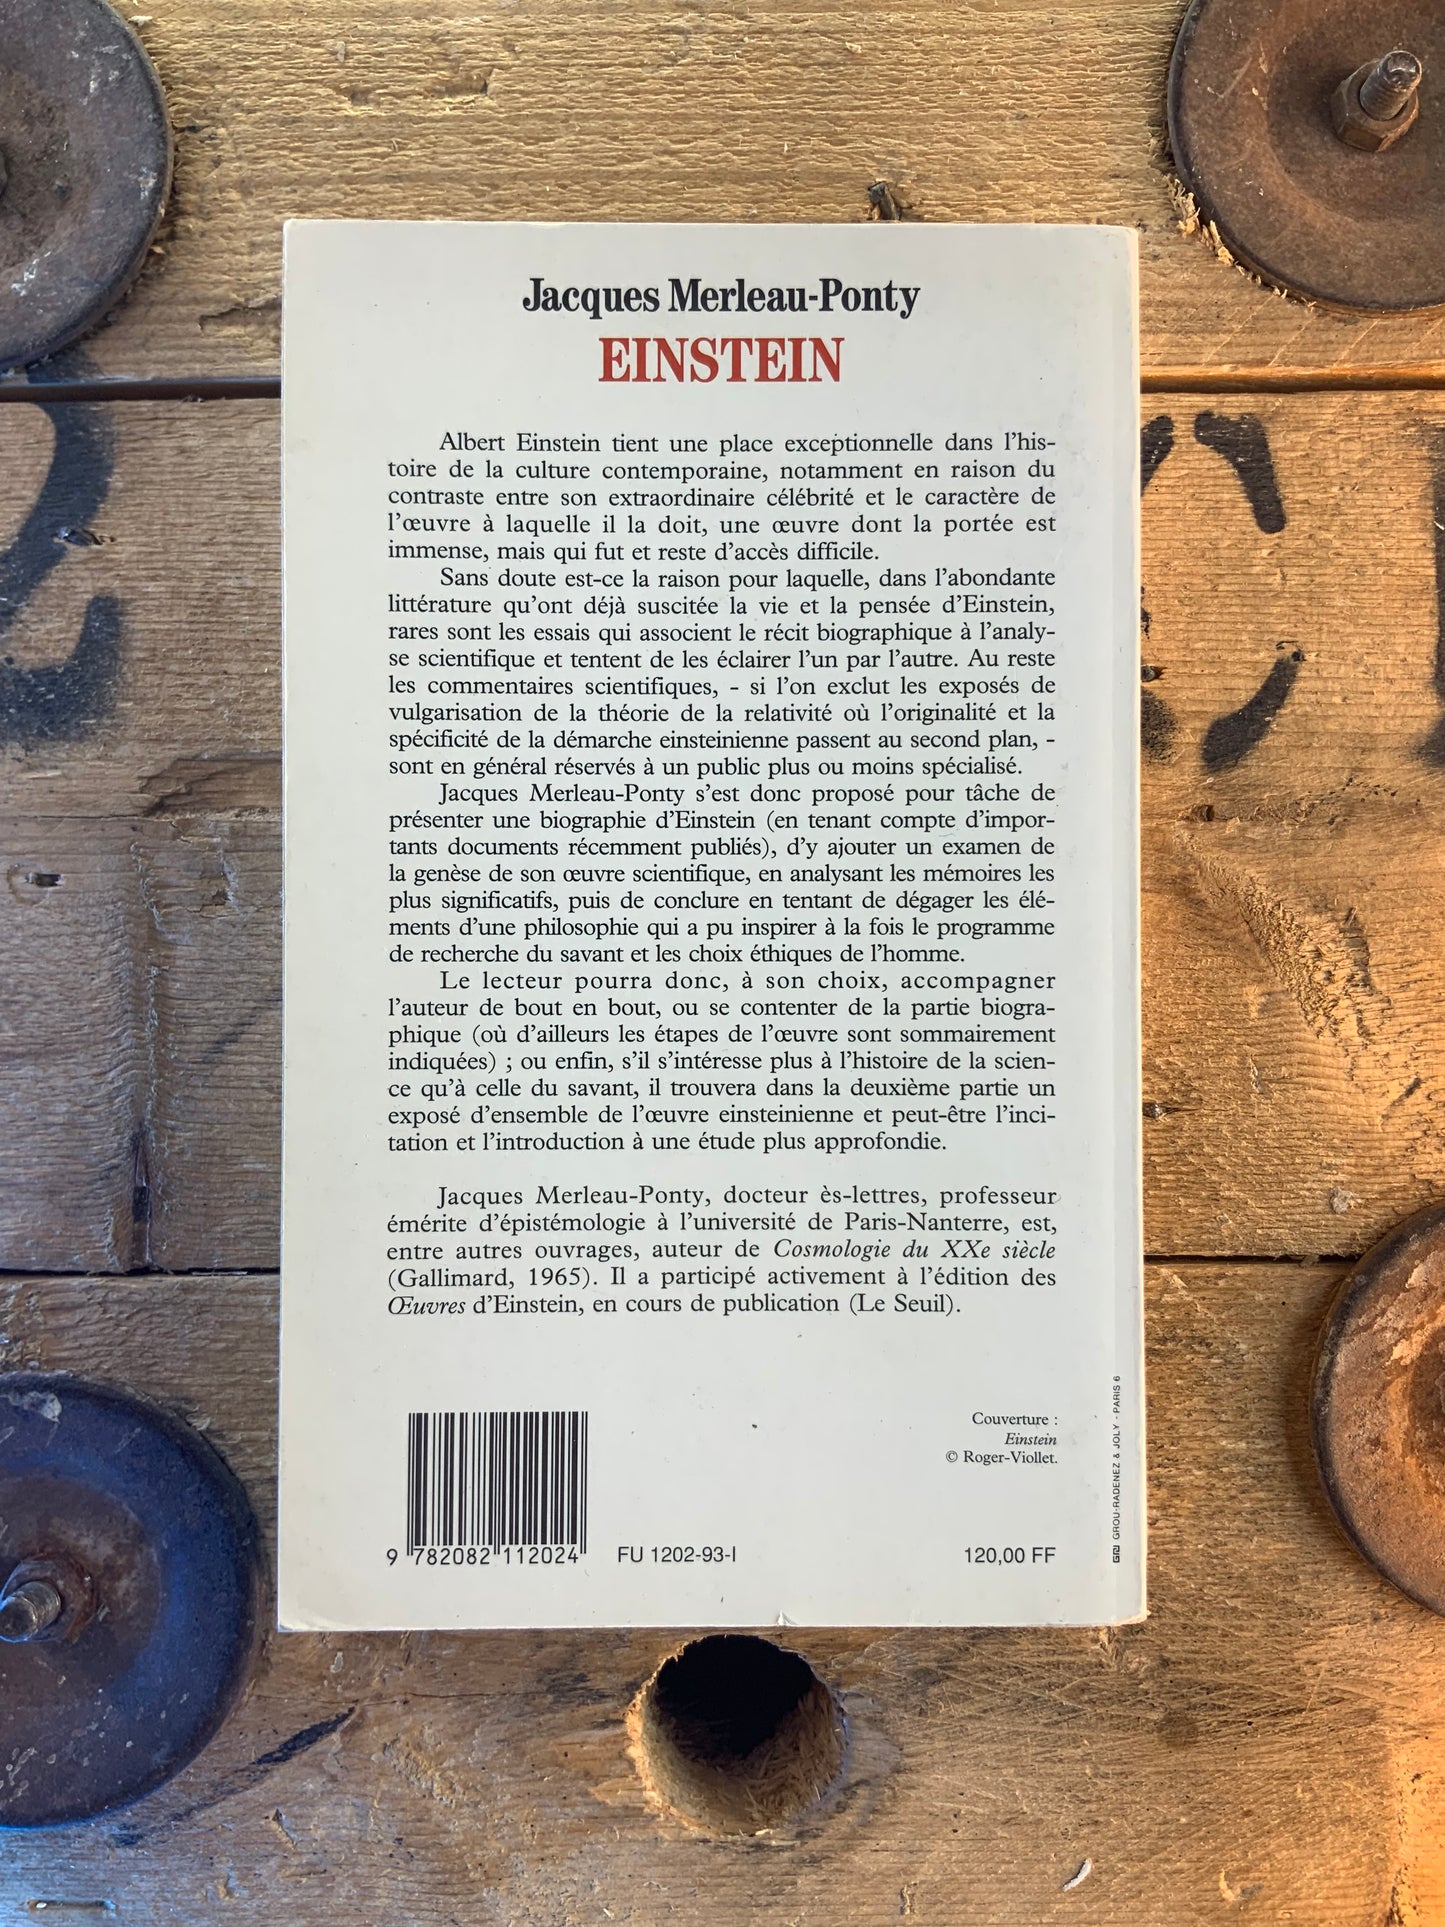 Jacques Merleau-Ponty
EINSTEIN
Albert Einstein tient une place exceptionnelle dans l'his-
toire de la culture contemporaine, notamment en raison du
contraste entre son extraordinaire célébrité et le caractère de
l'œuvre à laquelle il la doit, une œuvre dont la portée est
immense, mais qui fut et reste d'accès difficile.
Sans doute est-ce la raison pour laquelle, dans l'abondante
littérature qu'ont déjà suscitée la vie et la pensée d'Einstein,
rares sont les essais qui associent le récit biographique à l'analy-
se scientifique et tentent de les éclairer l'un par l'autre. Au reste
les commentaires scientifiques, - si l'on exclut les exposés de
vulgarisation de la théorie de la relativité où l'originalité et la
spécificité de la démarche einsteinienne passent au second plan, -
sont en général réservés à un public plus ou moins spécialisé.
Jacques Merleau-Ponty s'est donc proposé pour tâche de
présenter une biographie d'Einstein (en tenant compte d'impor-
tants documents récemment publiés), d'y ajouter un examen de
la genèse de son œuvre scientifique, en analysant les mémoires les
plus significatifs, puis de conclure en tentant de dégager les élé-
ments d'une philosophie qui a pu inspirer à la fois le programme
de recherche du savant et les choix éthiques de l'homme.
Le lecteur pourra donc, à son choix, accompagner
l'auteur de bout en bout, ou se contenter de la partie biogra-
phique (où d'ailleurs les étapes de l'œuvre sont sommairement
indiquées) ; ou enfin, s'il s'intéresse plus à l'histoire de la scien-
ce qu'à celle du savant, il trouvera dans la deuxième partie un
exposé d'ensemble de l'œuvre einsteinienne et peut-être l'inci-
tation et l'introduction à une étude plus approfondie.
Jacques Merleau-Ponty, docteur ès-lettres, professeur
émérite d'épistémologie à l'université de Paris-Nanterre, est,
entre autres ouvrages, auteur de Cosmologie du XXe siècle
(Gallimard, 1965). Il a participé activement à l'édition des
Œuvres d'Einstein, en cours de publication (Le Seuil).
Couverture :
Einstein
© Roger-Viollet.
GROU-RADENEZ & JOLY - PARIS 6
9 782082 112024
FU 1202-93-I
120,00 FF